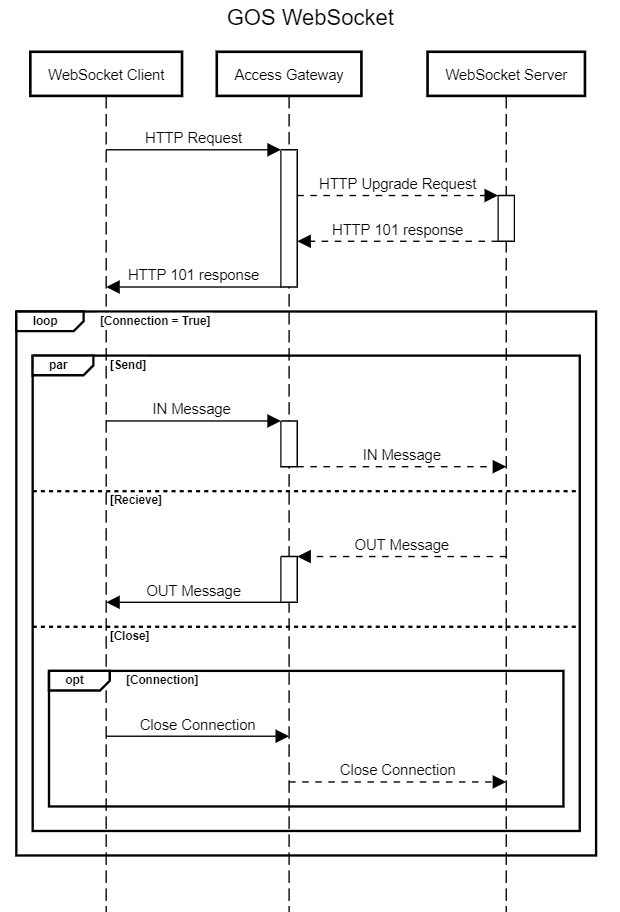 GOS WebSocket
WebSocket Client
Access Gateway
WebSocket Server
HTTP Request
HTTP Upgrade Request
HTTP 101 response
HTTP 101 response
loop
[Connection = True]
par
[Send]
IN Message
IN Message
[Recieve]
OUT Message
OUT Message
[Close]
opt
[Connection]
Close Connection
Close Connection